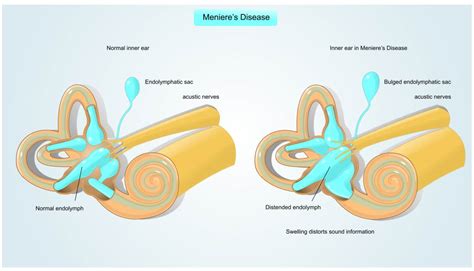 Meniere's Disease
Normal inner ear
Endolymphatic sac
acustic nerves
Normal endolymph
Inner ear in Meniere's Disease
Bulged endolymphatic sac
acustic nerves
Distended endolymph
Swelling distorts sound information